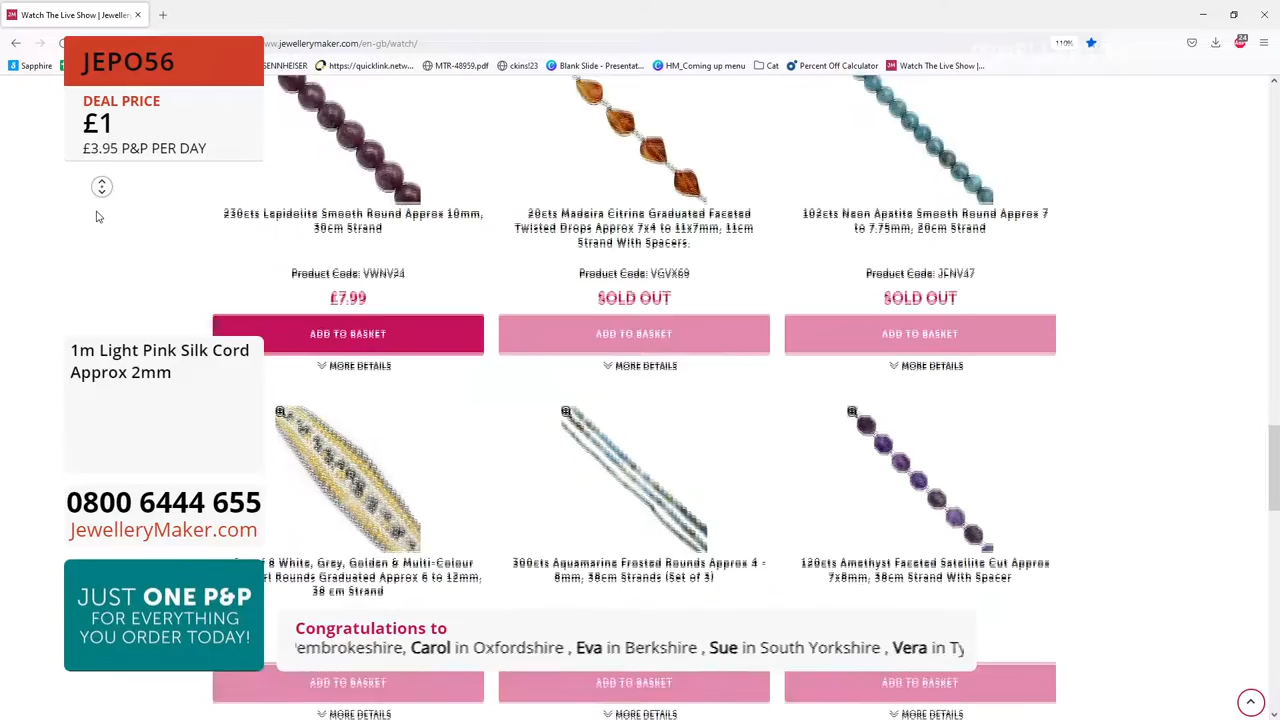 Watch The Live Show | Jeweller
www.jewellerymaker.com/en-gb/watch/
110%
24
Sapphire
SENNHEISER
https://quicklink.netw...
MTR-48959.pdf
ckins!23
Blank Slide - Presentat...
HM_Coming up menu
Cat
Percent Off Calculator
Watch The Live Show |...
JEPO56
DEAL PRICE
£1
£3.95 P&P PER DAY
230cts Lepidolite Smooth Round Approx 10mm,
30cm Strand
Product Code: VWNV24
£7.99
ADD TO BASKET
MORE DETAILS
20cts Madeira Citrine Graduated Faceted
Twisted Drops Approx 7x4 to 11x7mm, 11cm
Strand With Spacers.
Product Code: VGVX69
SOLD OUT
ADD TO BASKET
MORE DETAILS
102cts Neon Apatite Smooth Round Approx 7
to 7.75mm, 20cm Strand
Product Code: JFNV47
SOLD OUT
ADD TO BASKET
MORE DETAILS
1m Light Pink Silk Cord
Approx 2mm
0800 6444 655
JewelleryMaker.com
JUST ONE P&P
FOR EVERYTHING
YOU ORDER TODAY!
8 White, Grey, Golden & Multi-Colour
Rounds Graduated Approx 6 to 12mm,
38 cm Strand
300cts Aquamarine Frosted Rounds Approx 4 -
8mm, 38cm Strands (Set of 3)
120cts Amethyst Faceted Satellite Cut Approx
7x8mm, 38cm Strand With Spacer
Congratulations to
embrokeshire, Carol in Oxfordshire , Eva in Berkshire , Sue in South Yorkshire , Vera in Ty
ADD TO BASKET
ADD TO BASKET
ADD TO BASKET
MORE DETAILS
MORE DETAILS
MORE DETAILS